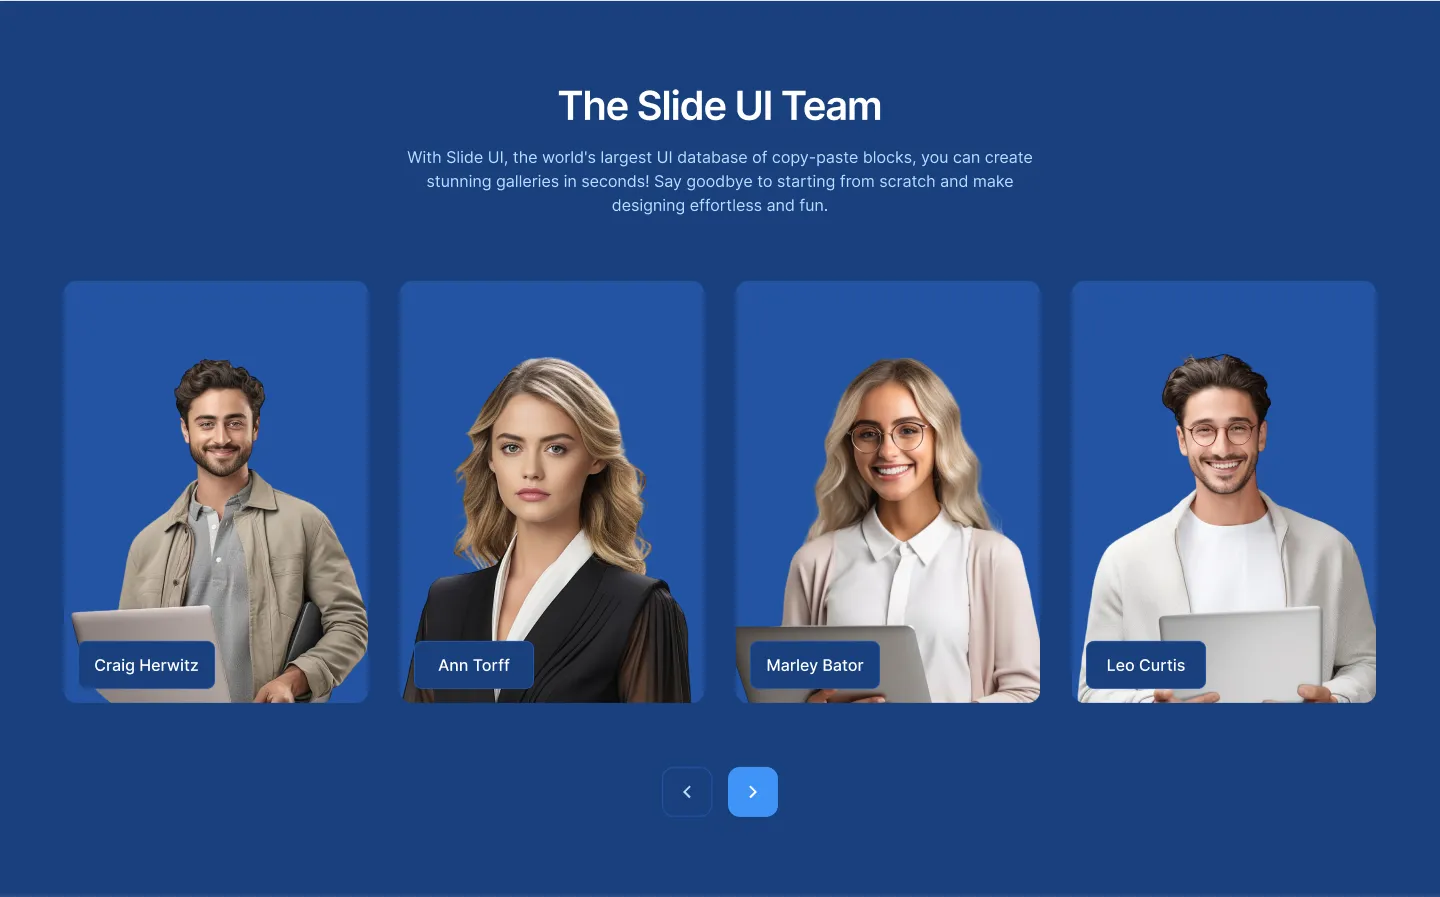 The Slide UI Team
With Slide UI, the world's largest UI database of copy-paste blocks, you can create
stunning galleries in seconds! Say goodbye to starting from scratch and make
designing effortless and fun.
Craig Herwitz
Ann Torff
Marley Bator
Leo Curtis